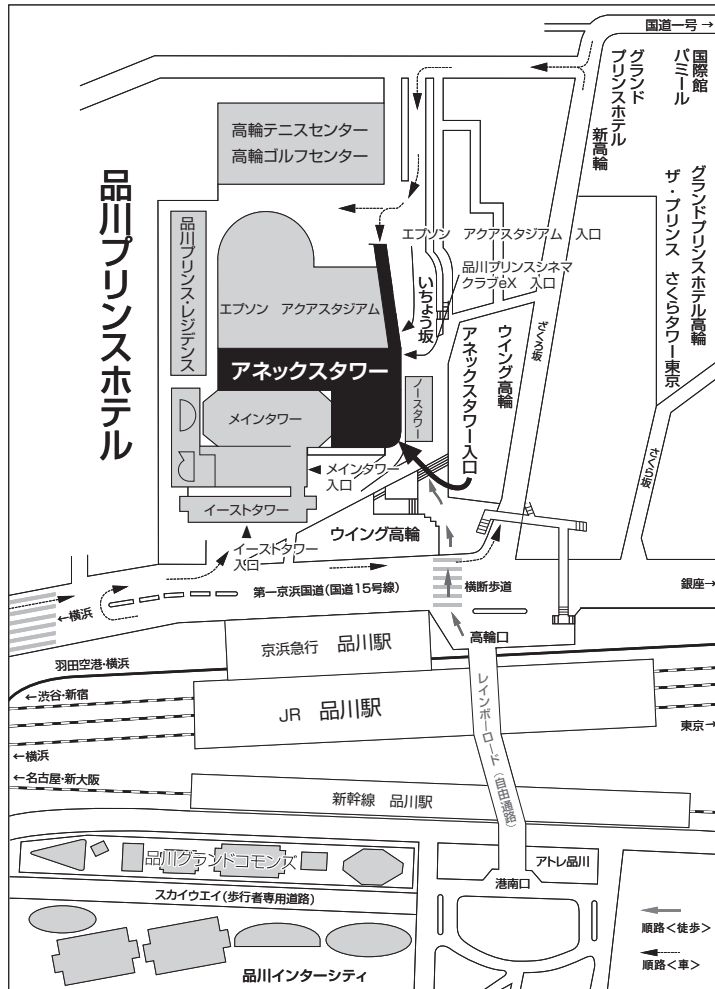 国道一号 →
国際館
パミール
グランド
プリンスホテル
新高輪
高輪テニスセンター
高輪ゴルフセンター
グランドプリンスホテル高輪
ザ・プリンス さくらタワー東京
品川プリンスホテル
品川プリンス・レジデンス
エプソン アクアスタジアム 入口
品川プリンスシネマ
クラブeX 入口
いちょう坂
エプソン アクアスタジアム
ざくろ坂
ウイング高輪
アネックスタワー入口
アネックスタワー
ノースタワー
メインタワー
さくら坂
メインタワー
入口
イーストタワー
ウイング高輪
イーストタワー
入口
第一京浜国道(国道15号線)
横断歩道
銀座→
←横浜
高輪口
京浜急行 品川駅
羽田空港・横浜
←渋谷・新宿
JR 品川駅
レインボーロード(自由通路)
東京→
←横浜
←名古屋・新大阪
新幹線 品川駅
品川グランドコモンズ
アトレ品川
港南口
スカイウエイ(歩行者専用道路)
順路<徒歩>
順路<車>
品川インターシティ